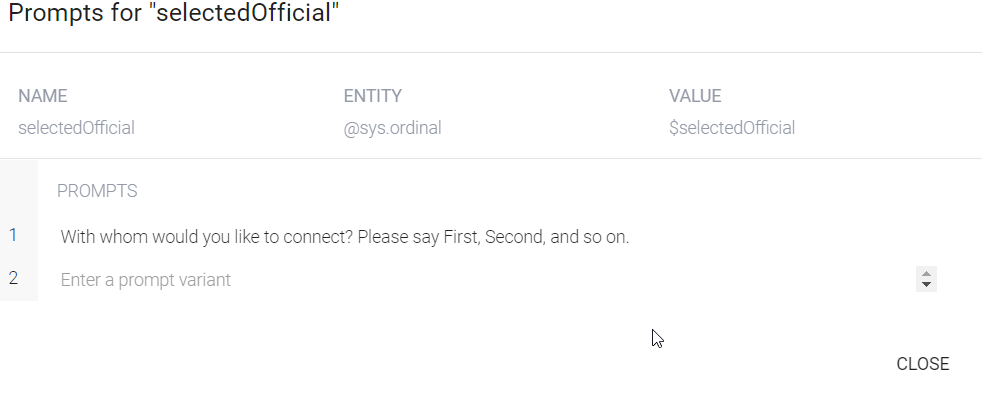 Prompts for "selectedOfficial"
NAME ENTITY VALUE
selectedOfficial @sys.ordinal $selectedOfficial
PROMPTS
1 With whom would you like to connect? Please say First, Second, and so on.
2 Enter a prompt variant
CLOSE